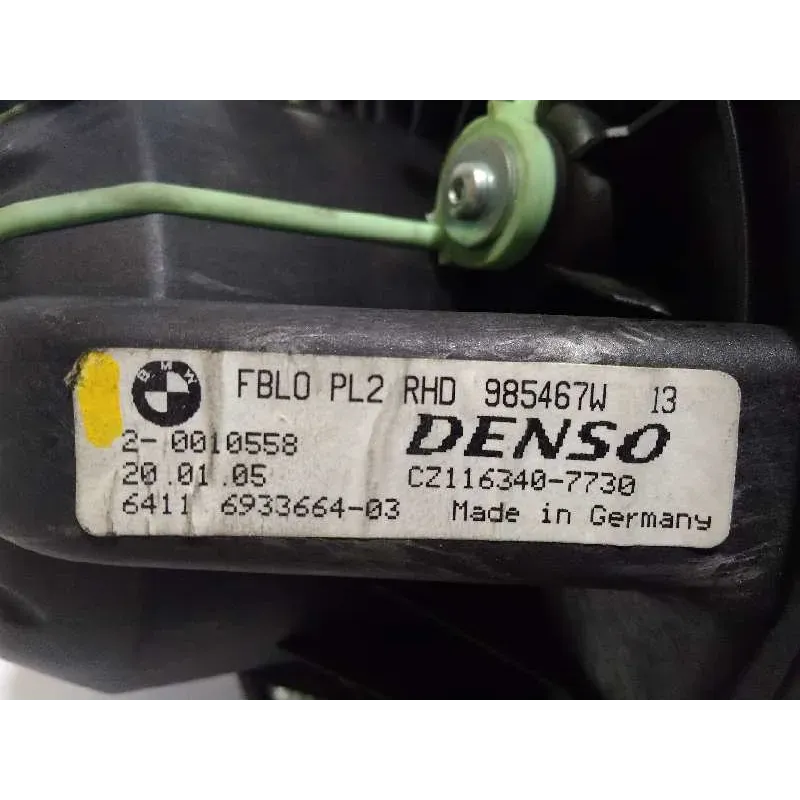 BMW
FBLO PL2 RHD 985467W 13
2-0010558
DENSO
20.01.05
CZ116340-7730
6411 6933664-03
Made in Germany